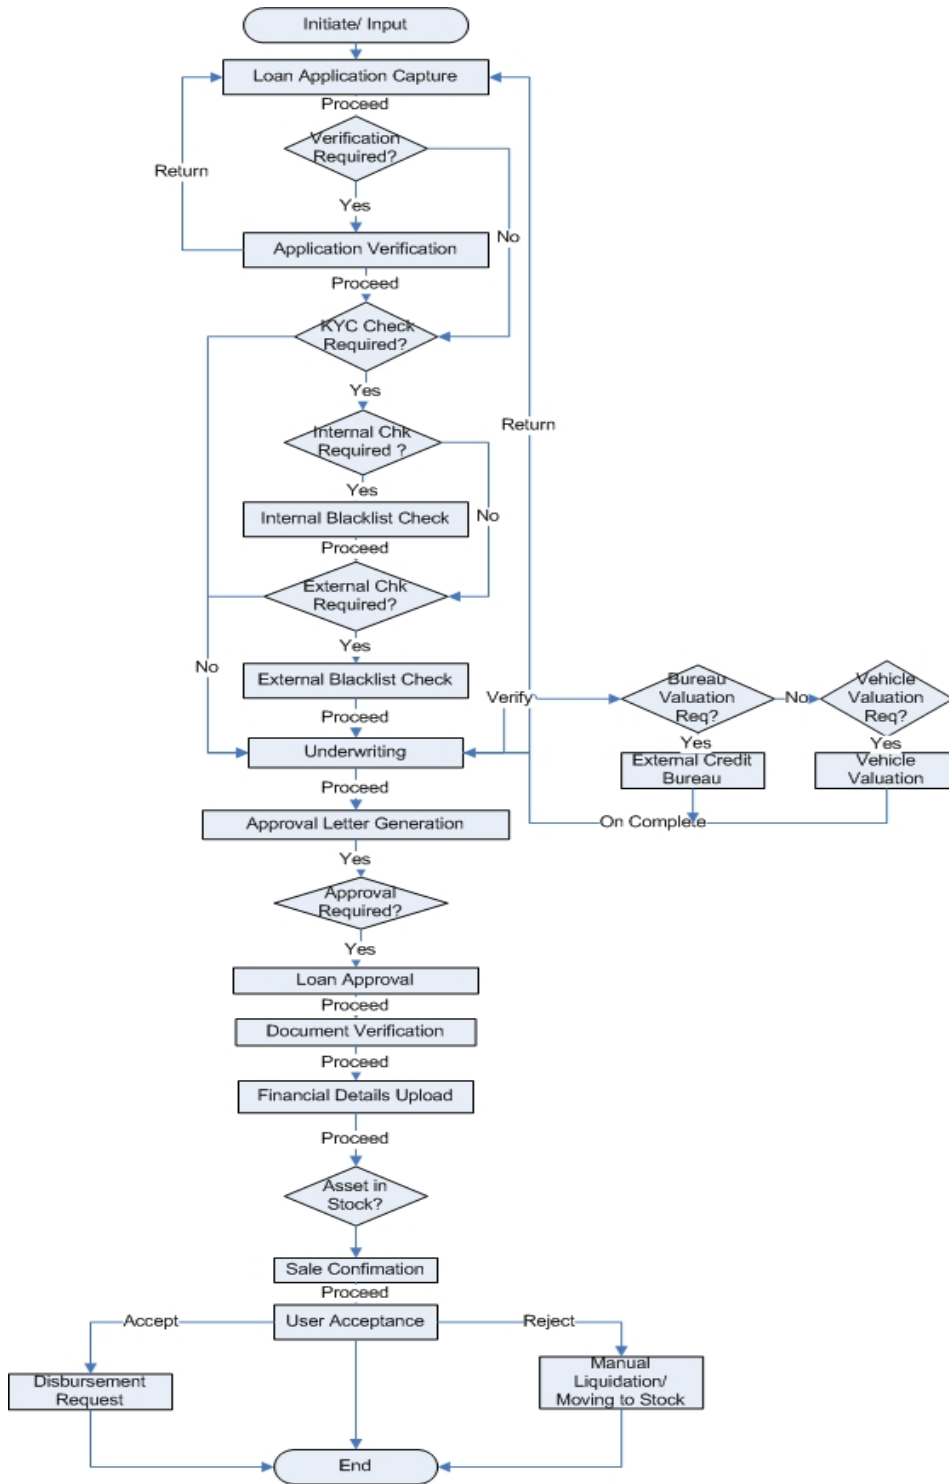 Initiate/ Input
Loan Application Capture
Proceed
Verification
Required?
Return
Yes
No
Application Verification
Proceed
KYC Check
Required?
Yes
Internal Chk
Required ?
Return
Yes
Internal Blacklist Check
No
Proceed
External Chk
Required?
Yes
No
External Blacklist Check
Proceed
Verify
Bureau
Valuation
Req?
No
Vehicle
Valuation
Req?
Yes
Yes
Underwriting
External Credit
Bureau
Vehicle
Valuation
Proceed
Approval Letter Generation
On Complete
Yes
Approval
Required?
Yes
Loan Approval
Proceed
Document Verification
Proceed
Financial Details Upload
Proceed
Asset in
Stock?
Sale Confimation
Proceed
Accept
User Acceptance
Reject
Disbursement
Request
Manual
Liquidation/
Moving to Stock
End